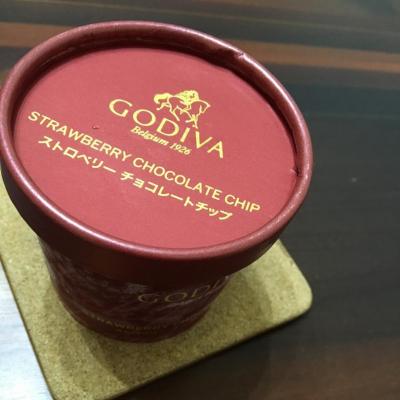 GODIVA
Belgium 1926
STRAWBERRY CHOCOLATE CHIP
ストロベリー チョコレートチップ
GODIVA
STRAWBERRY